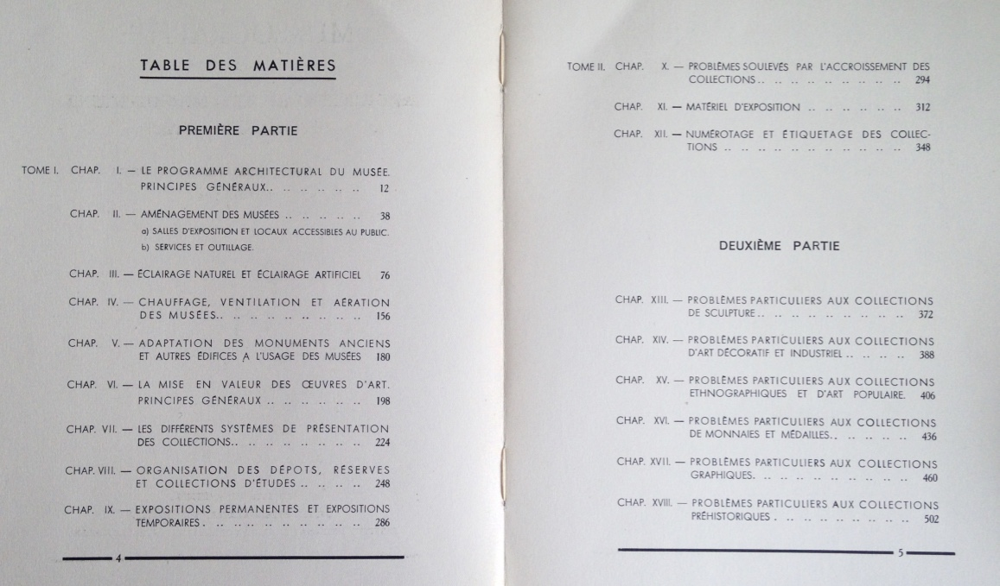 TABLE DES MATIÈRES
PREMIÈRE PARTIE
TOME I. CHAP. I. — LE PROGRAMME ARCHITECTURAL DU MUSÉE.
PRINCIPES GÉNÉRAUX.. .. .. .. .. .. 12
CHAP. II. — AMÉNAGEMENT DES MUSÉES .. .. .. .. .. 38
a) SALLES D'EXPOSITION ET LOCAUX ACCESSIBLES AU PUBLIC.
b) SERVICES ET OUTILLAGE.
CHAP. III. — ÉCLAIRAGE NATUREL ET ÉCLAIRAGE ARTIFICIEL 76
CHAP. IV. — CHAUFFAGE, VENTILATION ET AÉRATION
DES MUSÉES.. .. .. .. .. .. .. .. .. 156
CHAP. V. — ADAPTATION DES MONUMENTS ANCIENS
ET AUTRES ÉDIFICES A L'USAGE DES MUSÉES 180
CHAP. VI. — LA MISE EN VALEUR DES ŒUVRES D'ART.
PRINCIPES GÉNÉRAUX .. .. .. .. .. .. 198
CHAP. VII. — LES DIFFÉRENTS SYSTÈMES DE PRÉSENTATION
DES COLLECTIONS.. .. .. .. .. .. .. .. 224
CHAP. VIII. — ORGANISATION DES DÉPOTS, RÉSERVES
ET COLLECTIONS D'ÉTUDES .. .. .. .. 248
CHAP. IX. — EXPOSITIONS PERMANENTES ET EXPOSITIONS
TEMPORAIRES . .. .. .. .. .. .. .. .. .. 286
4
TOME II. CHAP. X. — PROBLÈMES SOULEVÉS PAR L'ACCROISSEMENT DES
COLLECTIONS.. .. .. .. .. .. .. .. .. .. 294
CHAP. XI. — MATÉRIEL D'EXPOSITION .. .. .. .. .. .. 312
CHAP. XII. — NUMÉROTAGE ET ÉTIQUETAGE DES COLLEC-
TIONS .. .. .. .. .. .. .. .. .. .. .. .. 348
DEUXIÈME PARTIE
CHAP. XIII. — PROBLÈMES PARTICULIERS AUX COLLECTIONS
DE SCULPTURE.. .. .. .. .. .. .. .. .. 372
CHAP. XIV. — PROBLÈMES PARTICULIERS AUX COLLECTIONS
D'ART DÉCORATIF ET INDUSTRIEL .. .. .. .. 388
CHAP. XV. — PROBLÈMES PARTICULIERS AUX COLLECTIONS
ETHNOGRAPHIQUES ET D'ART POPULAIRE. 406
CHAP. XVI. — PROBLÈMES PARTICULIERS AUX COLLECTIONS
DE MONNAIES ET MÉDAILLES.. .. .. .. .. 436
CHAP. XVII. — PROBLÈMES PARTICULIERS AUX COLLECTIONS
GRAPHIQUES. .. .. .. .. .. .. .. .. .. 460
CHAP. XVIII. — PROBLÈMES PARTICULIERS AUX COLLECTIONS
PRÉHISTORIQUES . .. .. .. .. .. .. .. 502
5